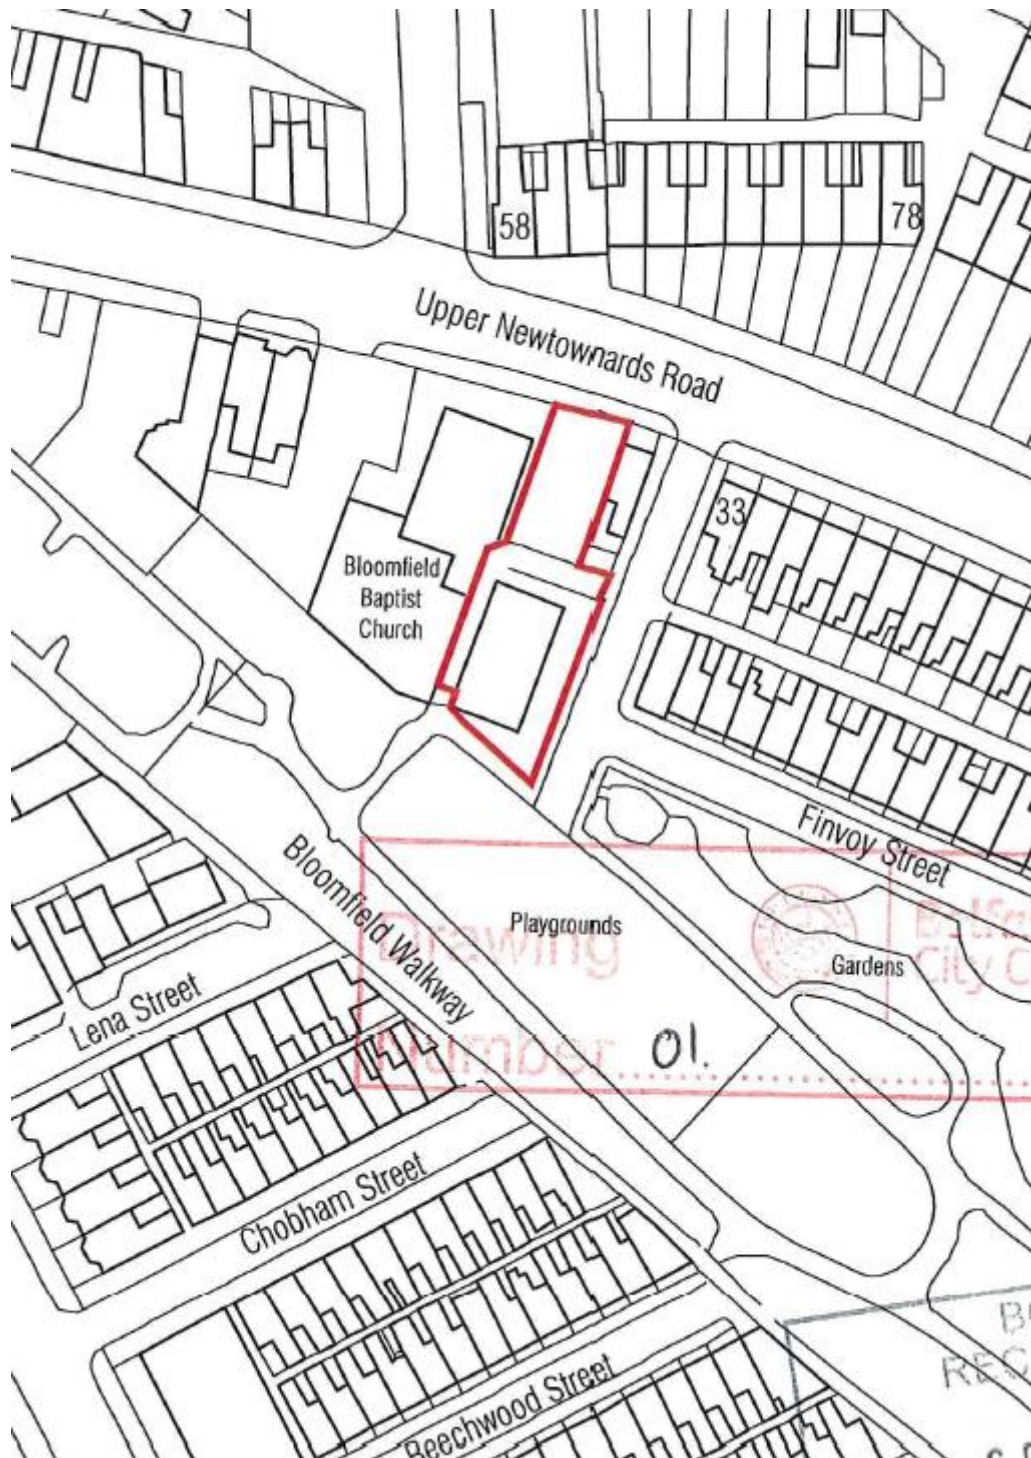 58
78
Upper Newtownards Road
33
Bloomfield
Baptist
Church
Finvoy Street
Bloomfield Walkway
Playgrounds
Drawing
City
Gardens
Lena Street
Number
01.
Chobham Street
Beechwood Street